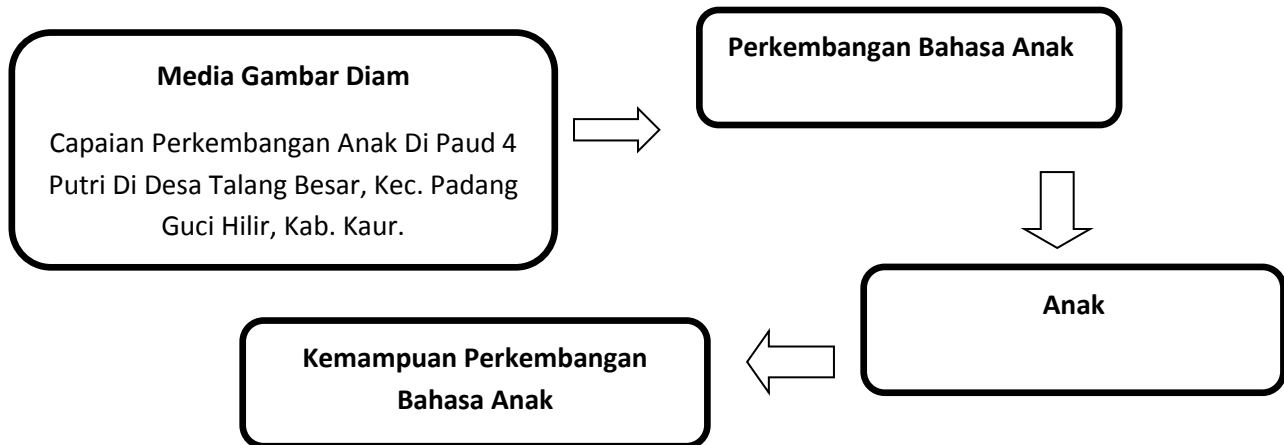 Media Gambar Diam
Capaian Perkembangan Anak Di Paud 4
Putri Di Desa Talang Besar, Kec. Padang
Guci Hilir, Kab. Kaur.
Perkembangan Bahasa Anak
Anak
Kemampuan Perkembangan
Bahasa Anak